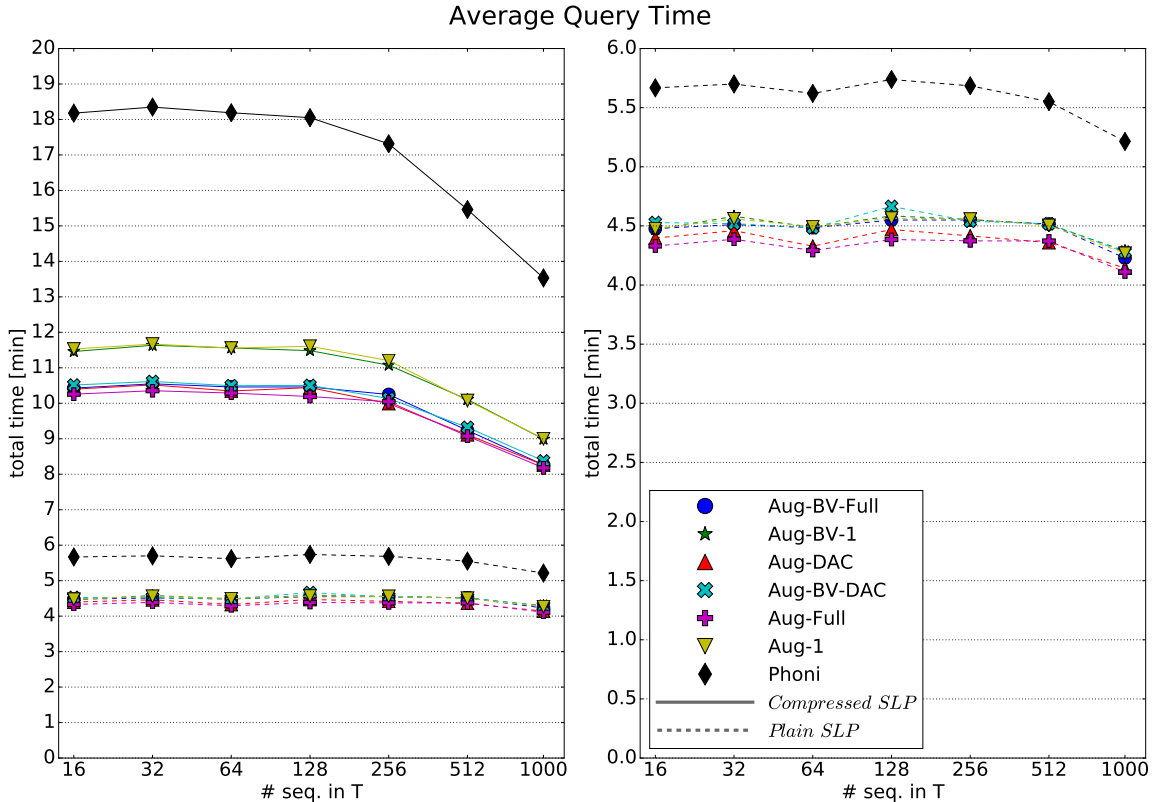 Average Query Time
total time [min]
20
19
18
17
16
15
14
13
12
11
10
9
8
7
6
5
4
3
2
1
0
16 32 64 128 256 512 1000
# seq. in T
total time [min]
6.0
5.5
5.0
4.5
4.0
3.5
3.0
2.5
2.0
1.5
1.0
0.5
0.0
Aug-BV-Full
Aug-BV-1
Aug-DAC
Aug-BV-DAC
Aug-Full
Aug-1
Phoni
Compressed SLP
Plain SLP
16 32 64 128 256 512 1000
# seq. in T